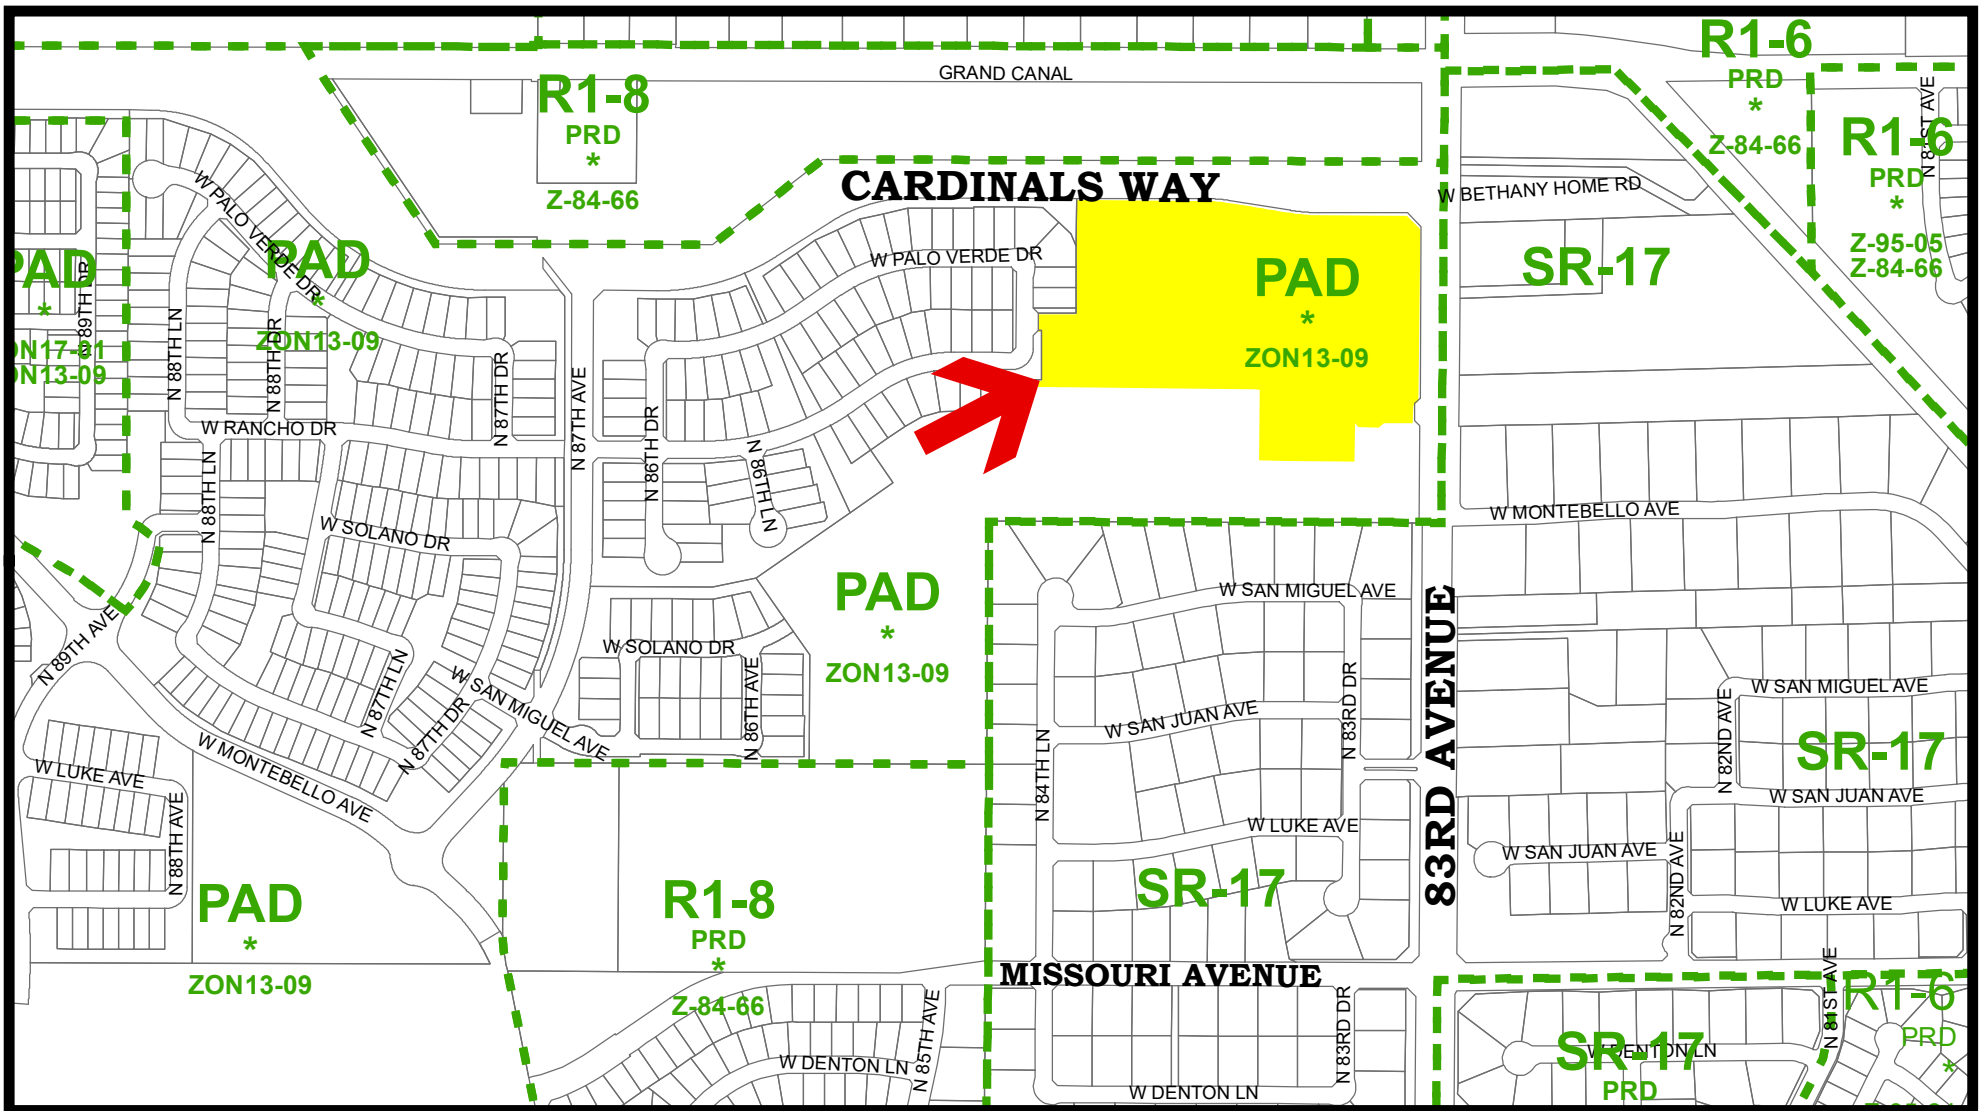 R1-6
PRD
*
Z-84-66
GRAND CANAL
R1-8
PRD
*
Z-84-66
N 81ST AVE
R1-6
PRD
*
Z-95-05
Z-84-66
CARDINALS WAY
W BETHANY HOME RD
W PALO VERDE DR
PAD
*
ZON13-09
PAD
*
N 89TH DR
ON17-01
ON13-09
W PALO VERDE DR
PAD
*
ZON13-09
SR-17
N 88TH LN
N 88TH DR
N 87TH DR
N 87TH AVE
N 86TH DR
N 86TH LN
W RANCHO DR
N 88TH LN
W SOLANO DR
W MONTEBELLO AVE
PAD
*
ZON13-09
W SAN MIGUEL AVE
83RD AVENUE
N 89TH AVE
N 87TH LN
N 87TH DR
W SAN MIGUEL AVE
W SOLANO DR
N 86TH AVE
W SAN JUAN AVE
N 83RD DR
N 84TH LN
W LUKE AVE
N 82ND AVE
W SAN MIGUEL AVE
SR-17
W SAN JUAN AVE
W LUKE AVE
W MONTEBELLO AVE
N 88TH AVE
PAD
*
ZON13-09
R1-8
PRD
*
Z-84-66
SR-17
W SAN JUAN AVE
N 82ND AVE
W LUKE AVE
MISSOURI AVENUE
N 85TH AVE
W DENTON LN
N 83RD DR
W DENTON LN
N 81ST AVE
R1-6
PRD
*
SR-17
W DENTON LN
PRD